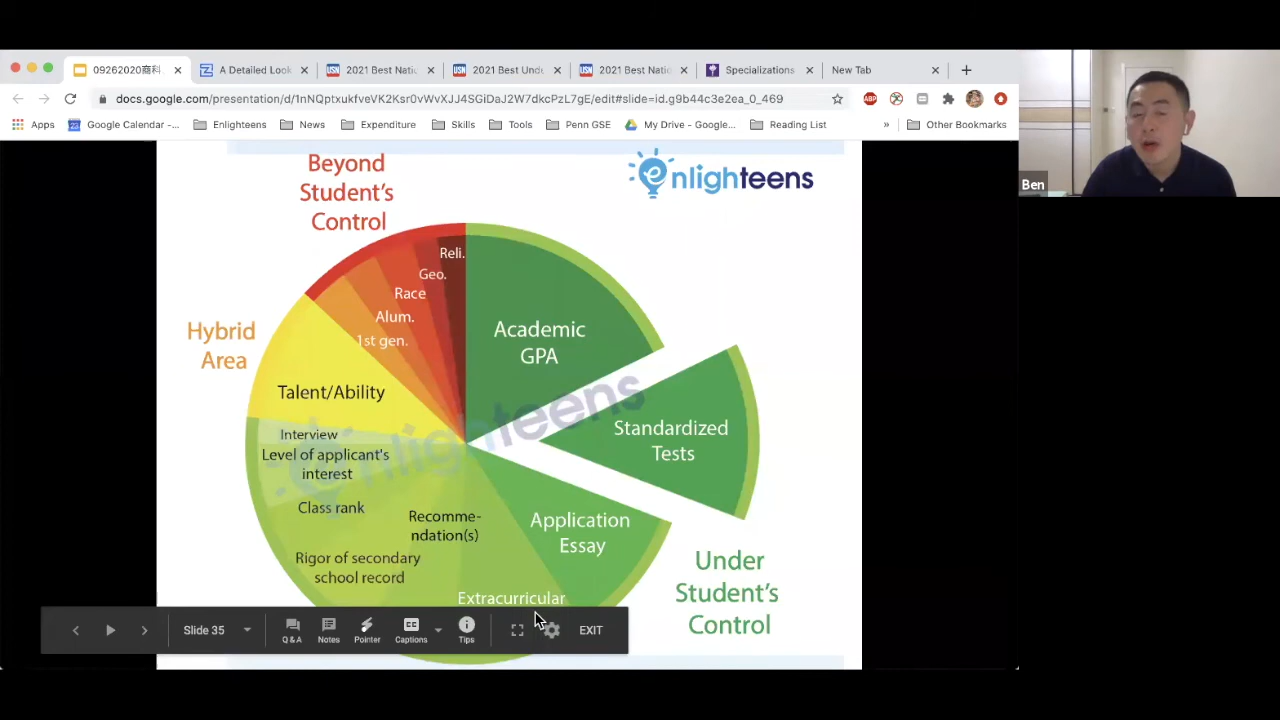 09262020商科
A Detailed Look
2021 Best Natio
2021 Best Unde
2021 Best Natio
Specializations
New Tab
docs.google.com/presentation/d/1nNQptxukfveVK2Ksr0vWvXJJ4SGiDaJ2W7dkcPzL7gE/edit#slide=id.g9b44c3e2ea_0_469
Apps
Google Calendar -...
Enlighteens
News
Expenditure
Skills
Tools
Penn GSE
My Drive - Google...
Reading List
»
Other Bookmarks
Ben
enlighteens
Beyond
Student's
Control
Reli.
Geo.
Race
Alum.
1st gen.
Hybrid
Area
Academic
GPA
Talent/Ability
Standardized
Tests
Interview
Level of applicant's
interest
Class rank
Recomme-
ndation(s)
Application
Essay
Rigor of secondary
school record
Extracurricular
Under
Student's
Control
enlighteens
Slide 35
Q & A
Notes
Pointer
Captions
Tips
EXIT